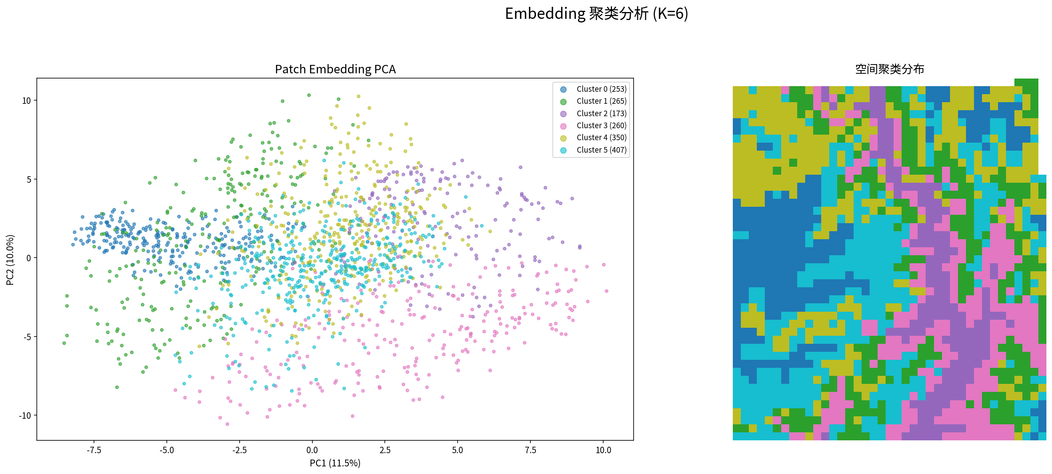 Embedding 聚类分析 (K=6)
Patch Embedding PCA
空间聚类分布
Cluster 0 (253)
Cluster 1 (265)
Cluster 2 (173)
Cluster 3 (260)
Cluster 4 (350)
Cluster 5 (407)
PC2 (10.0%)
10
5
0
-5
-10
-7.5
-5.0
-2.5
0.0
2.5
5.0
7.5
10.0
PC1 (11.5%)